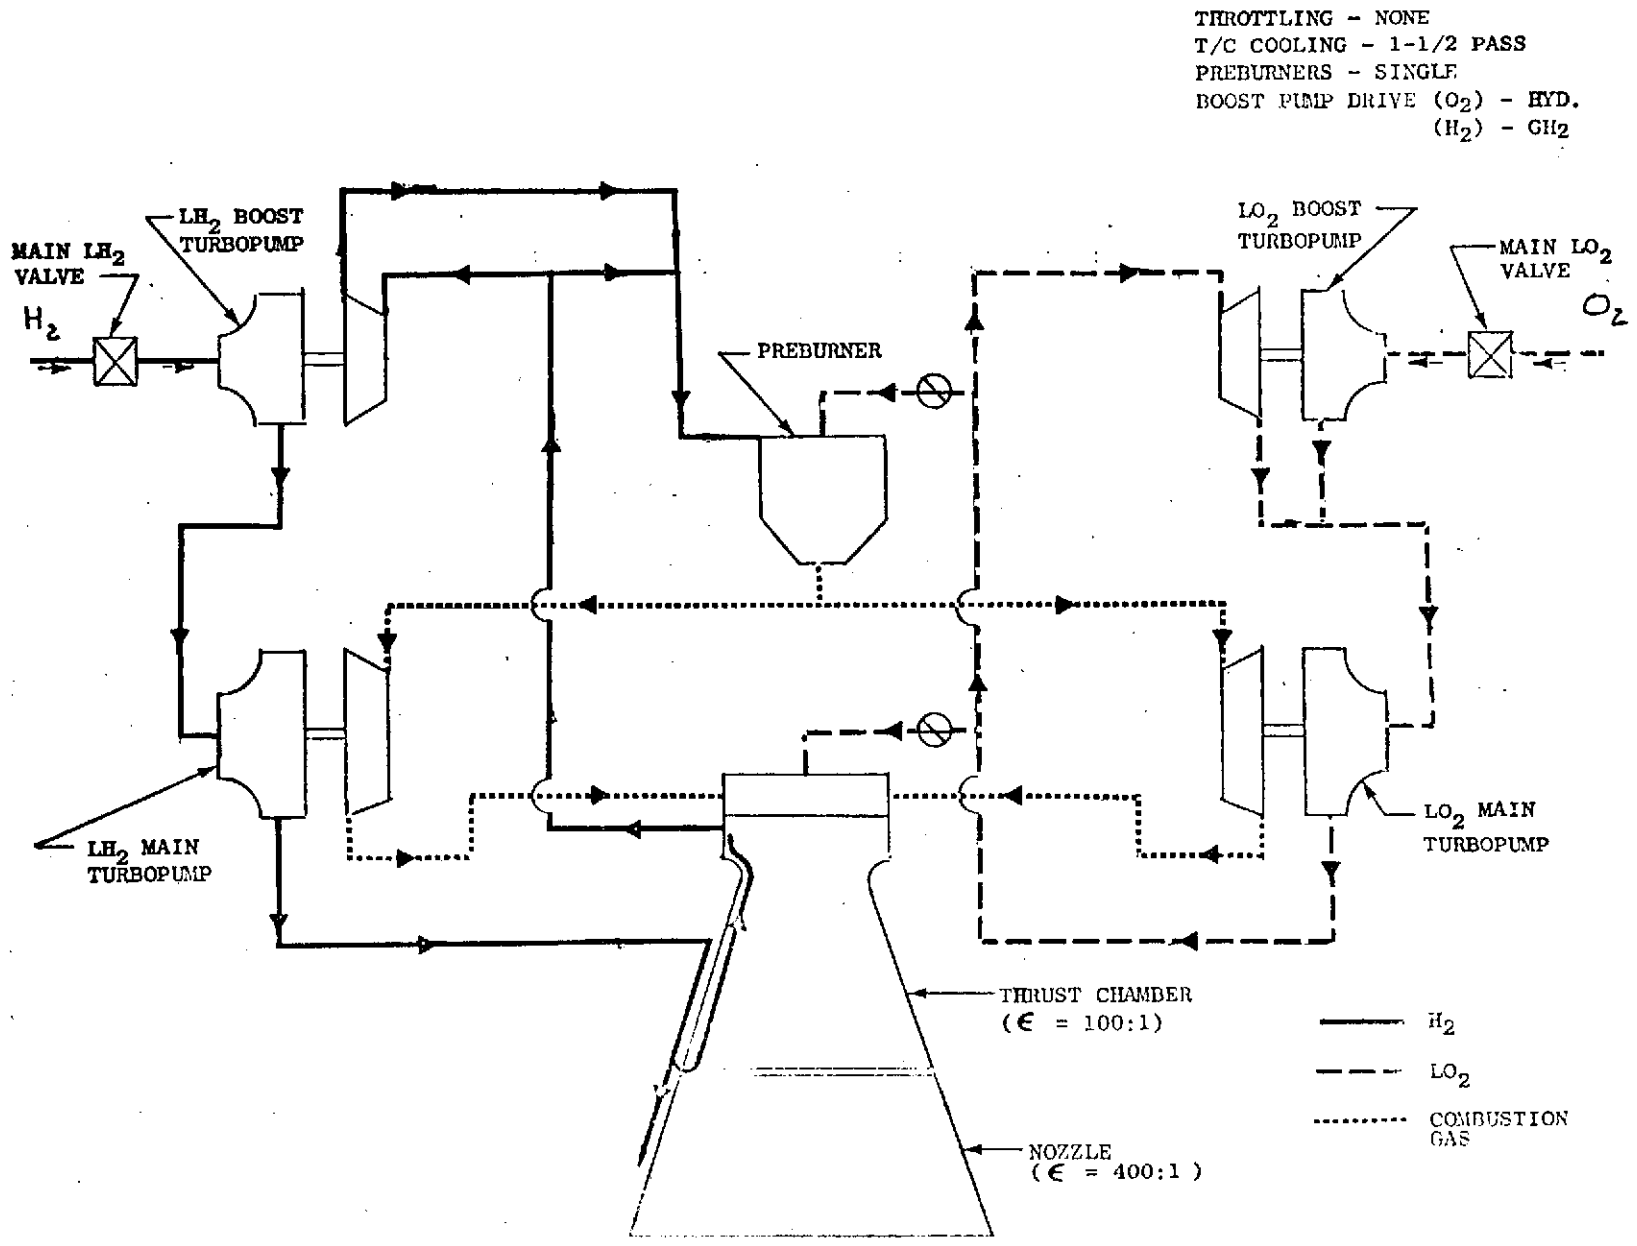 THROTTLING - NONE
T/C COOLING - 1-1/2 PASS
PREBURNERS - SINGLE
BOOST PUMP DRIVE (O2) - HYD.
(H2) - GH2
LH2 BOOST
TURBOPUMP
MAIN LH2
VALVE
H2
LO2 BOOST
TURBOPUMP
MAIN LO2
VALVE
O2
PREBURNER
LH2 MAIN
TURBOPUMP
LO2 MAIN
TURBOPUMP
THRUST CHAMBER
(ϵ = 100:1)
NOZZLE
(ϵ = 400:1)
H2
LO2
COMBUSTION
GAS